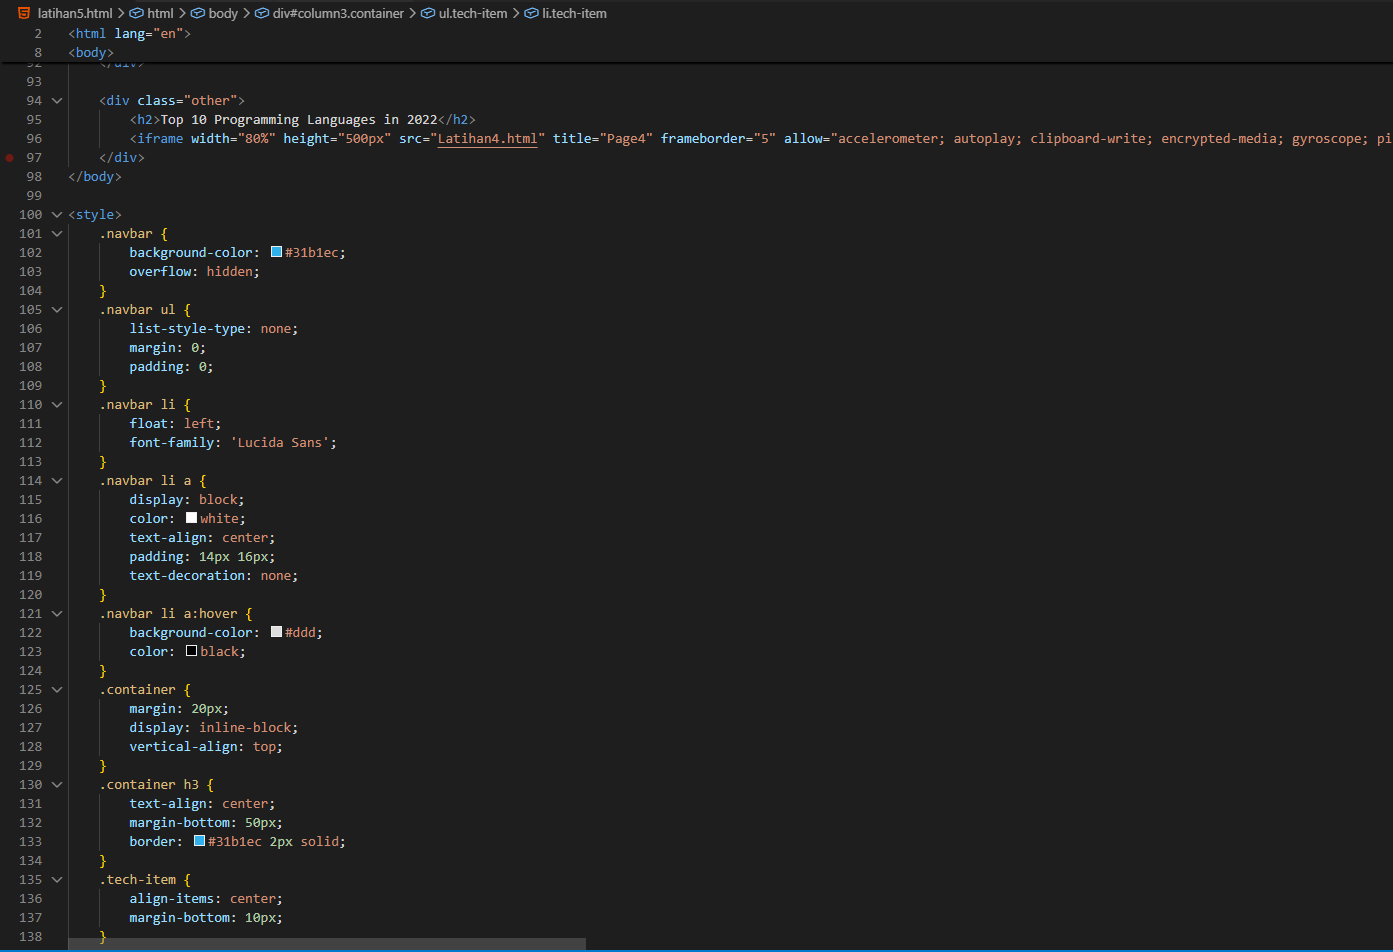 latihan5.html > html > body > div#column3.container > ul.tech-item > li.tech-item
2 <html lang="en">
8 <body>
92 </div>
93
94 <div class="other">
95 <h2>Top 10 Programming Languages in 2022</h2>
96 <iframe width="80%" height="500px" src="Latihan4.html" title="Page4" frameborder="5" allow="accelerometer; autoplay; clipboard-write; encrypted-media; gyroscope; pi
97 </div>
98 </body>
99
100 <style>
101 .navbar {
102 background-color: #31b1ec;
103 overflow: hidden;
104 }
105 .navbar ul {
106 list-style-type: none;
107 margin: 0;
108 padding: 0;
109 }
110 .navbar li {
111 float: left;
112 font-family: 'Lucida Sans';
113 }
114 .navbar li a {
115 display: block;
116 color: white;
117 text-align: center;
118 padding: 14px 16px;
119 text-decoration: none;
120 }
121 .navbar li a:hover {
122 background-color: #ddd;
123 color: black;
124 }
125 .container {
126 margin: 20px;
127 display: inline-block;
128 vertical-align: top;
129 }
130 .container h3 {
131 text-align: center;
132 margin-bottom: 50px;
133 border: #31b1ec 2px solid;
134 }
135 .tech-item {
136 align-items: center;
137 margin-bottom: 10px;
138 }